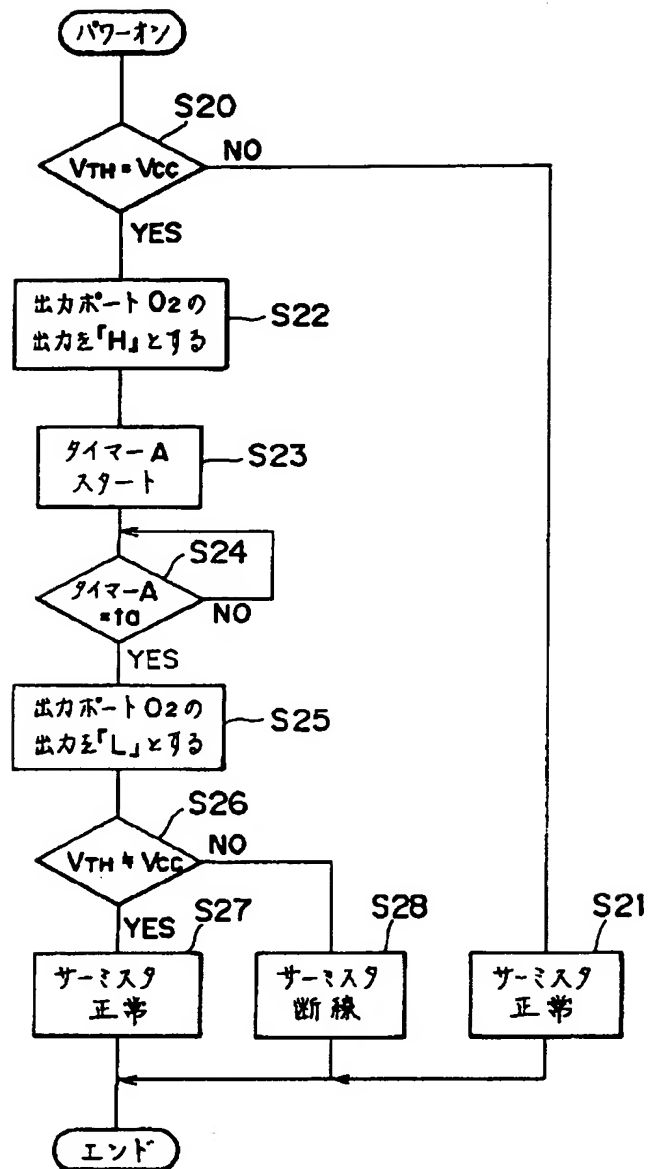 パワーオン
S20
VTH = VCC
NO
YES
出力ポート O2の
出力を『H』とする
S22
タイマーA
スタート
S23
S24
タイマーA
=ta
NO
YES
出力ポート O2の
出力を『L』とする
S25
S26
VTH ≠ VCC
NO
YES
S27
S28
S21
サーミスタ
正常
サーミスタ
断線
サーミスタ
正常
エンド